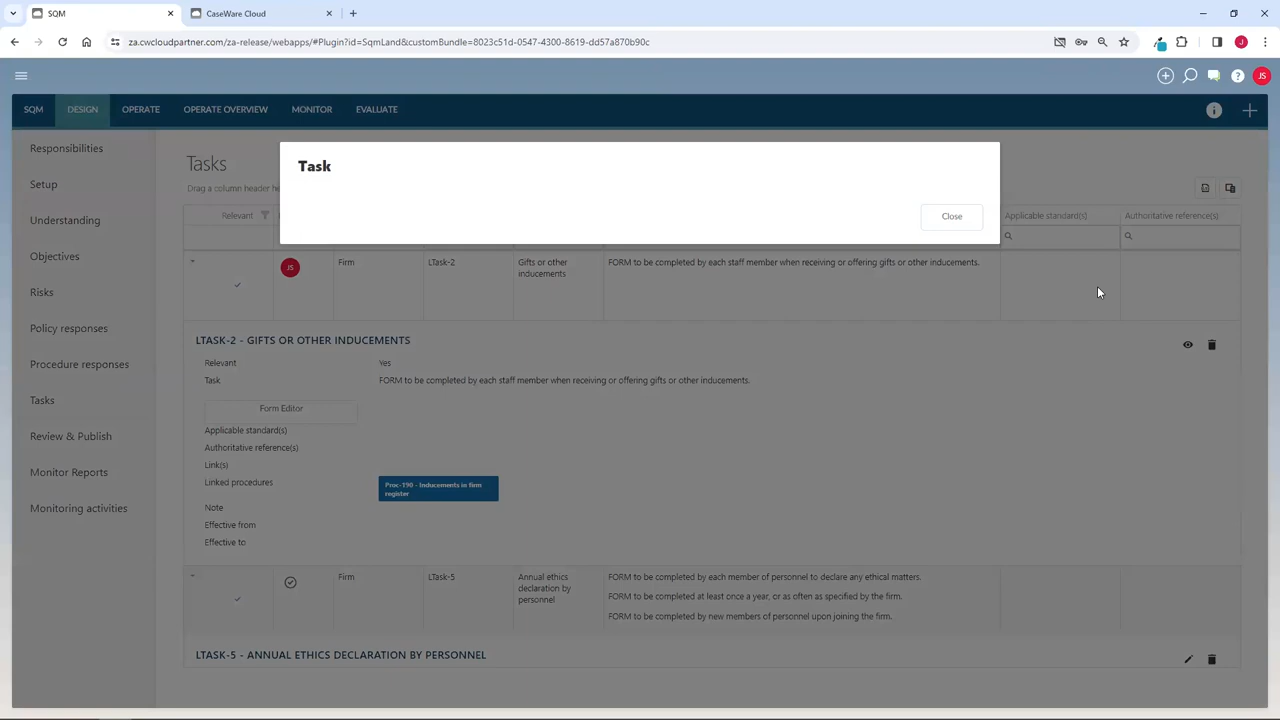 SQM
CaseWare Cloud
za.cwcloudpartner.com/za-release/webapps/#Plugin?id=SqmLand&customBundle=8023c51d-0547-4300-8619-dd57a870b90c
J
JS
SQM DESIGN OPERATE OPERATE OVERVIEW MONITOR EVALUATE
Responsibilities
Setup
Understanding
Objectives
Risks
Policy responses
Procedure responses
Tasks
Review & Publish
Monitor Reports
Monitoring activities
Tasks
Drag a column header he
Task
Close
Relevant
Applicable standard(s)
Authoritative reference(s)
JS
Firm
LTask-2
Gifts or other
inducements
FORM to be completed by each staff member when receiving or offering gifts or other inducements.
LTASK-2 - GIFTS OR OTHER INDUCEMENTS
Relevant Yes
Task FORM to be completed by each staff member when receiving or offering gifts or other inducements.
Form Editor
Applicable standard(s)
Authoritative reference(s)
Link(s)
Linked procedures
Proc-190 - Inducements in firm
register
Note
Effective from
Effective to
Firm
LTask-5
Annual ethics
declaration by
personnel
FORM to be completed by each member of personnel to declare any ethical matters.
FORM to be completed at least once a year, or as often as specified by the firm.
FORM to be completed by new members of personnel upon joining the firm.
LTASK-5 - ANNUAL ETHICS DECLARATION BY PERSONNEL